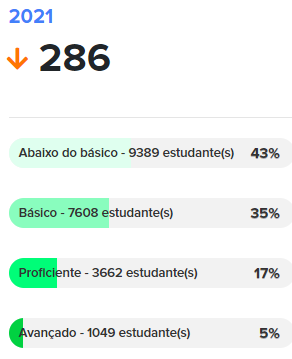 2021
286
Abaixo do básico - 9389 estudante(s) 43%
Básico - 7608 estudante(s) 35%
Proficiente - 3662 estudante(s) 17%
Avançado - 1049 estudante(s) 5%